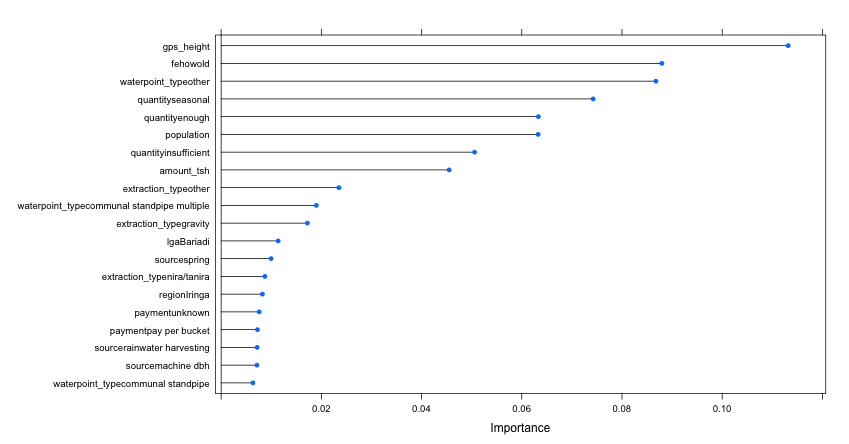 gps_height
fehowold
waterpoint_typeother
quantityseasonal
quantityenough
population
quantityinsufficient
amount_tsh
extraction_typeother
waterpoint_typecommunal standpipe multiple
extraction_typegravity
lgaBariadi
sourcespring
extraction_typenira/tanira
regionIringa
paymentunknown
paymentpay per bucket
sourcerainwater harvesting
sourcemachine dbh
waterpoint_typecommunal standpipe
0.02 0.04 0.06 0.08 0.10
Importance